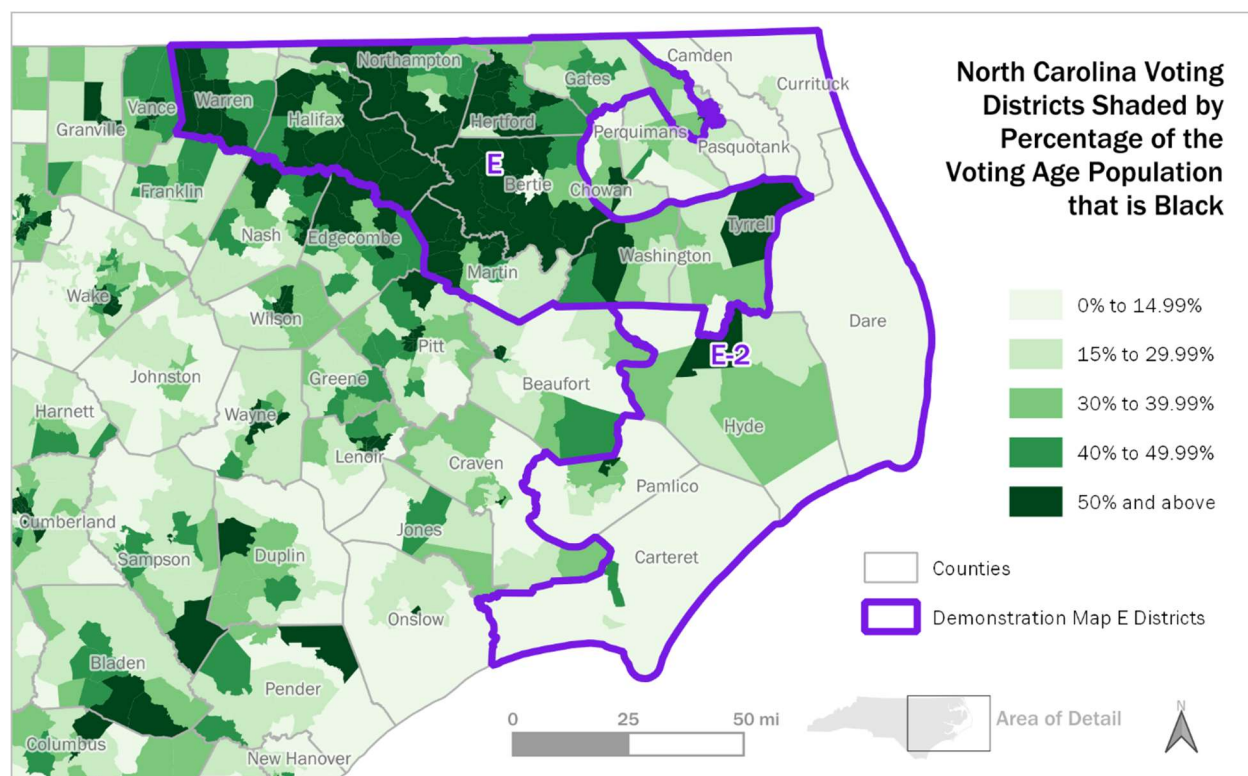 North Carolina Voting
Districts Shaded by
Percentage of the
Voting Age Population
that is Black
0% to 14.99%
15% to 29.99%
30% to 39.99%
40% to 49.99%
50% and above
Counties
Demonstration Map E Districts
Northampton
Camden
Currituck
Gates
Vance
Warren
Granville
Halifax
Hertford
Perquimans
Pasquotank
E
Bertie
Chowan
Franklin
Nash
Edgecombe
Tyrrell
Washington
Martin
Wake
Wilson
Dare
Pitt
E-2
Johnston
Greene
Beaufort
Harnett
Wayne
Hyde
Lenoir
Craven
Pamlico
Cumberland
Jones
Sampson
Duplin
Carteret
Onslow
Bladen
Pender
Columbus
New Hanover
0 25 50 mi
Area of Detail
N